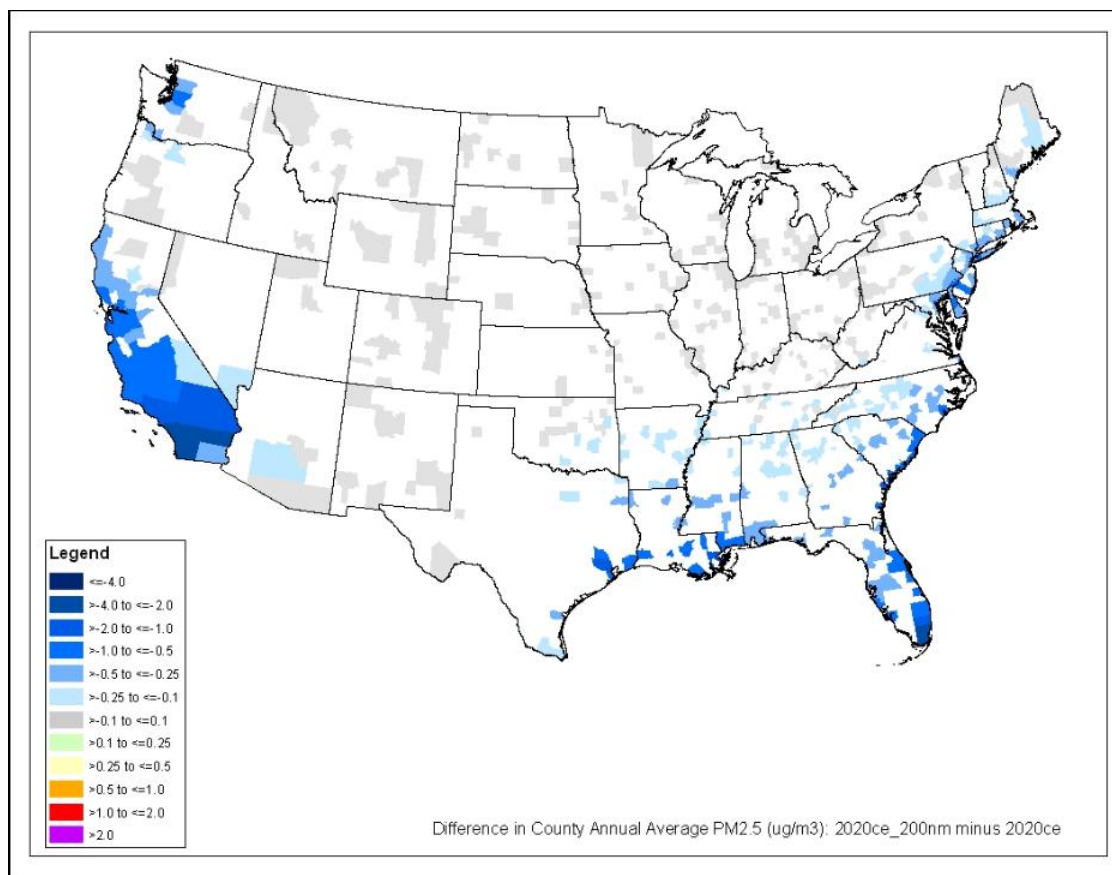 Legend
<=-4.0
>-4.0 to <=-2.0
>-2.0 to <=-1.0
>-1.0 to <=-0.5
>-0.5 to <=-0.25
>-0.25 to <=-0.1
>-0.1 to <=0.1
>0.1 to <=0.25
>0.25 to <=0.5
>0.5 to <=1.0
>1.0 to <=2.0
>2.0
Difference in County Annual Average PM2.5 (ug/m3): 2020ce_200nm minus 2020ce